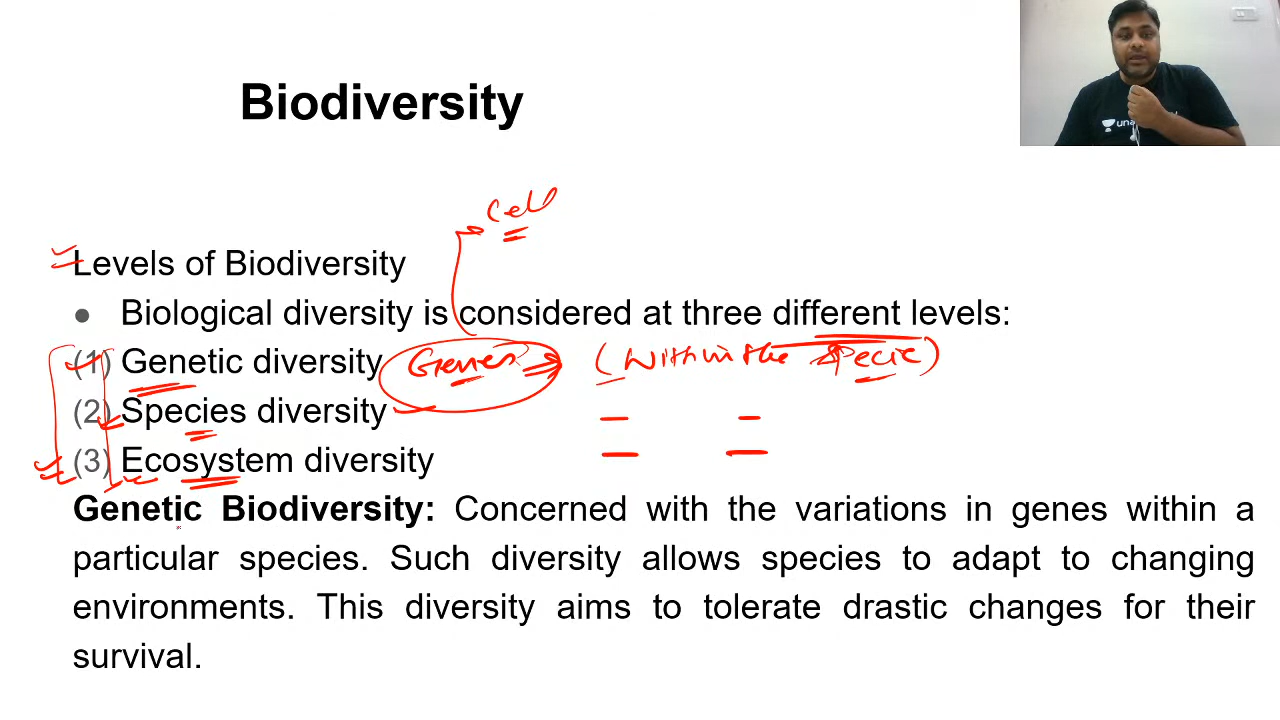 Biodiversity
Cell
Levels of Biodiversity
● Biological diversity is considered at three different levels:
(1) Genetic diversity Genes (Within the Specie)
(2) Species diversity
(3) Ecosystem diversity
Genetic Biodiversity: Concerned with the variations in genes within a
particular species. Such diversity allows species to adapt to changing
environments. This diversity aims to tolerate drastic changes for their
survival.